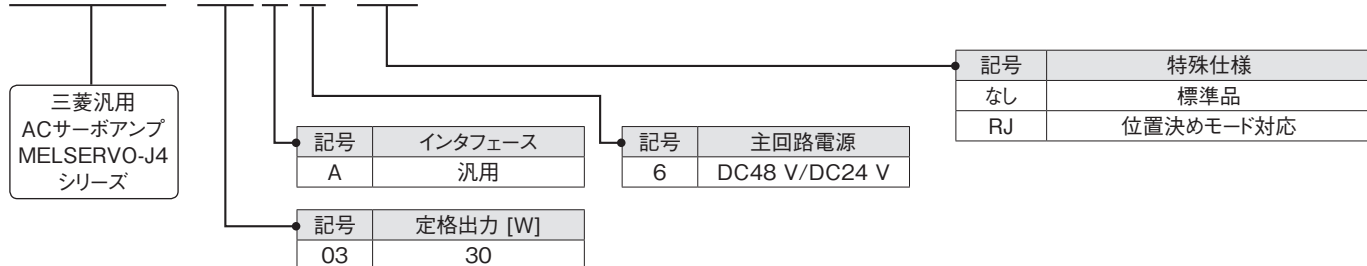 三菱汎用
ACサーボアンプ
MELSERVO-J4
シリーズ
記号 インタフェース
A 汎用
記号 定格出力 [W]
03 30
記号 主回路電源
6 DC48 V/DC24 V
記号 特殊仕様
なし 標準品
RJ 位置決めモード対応